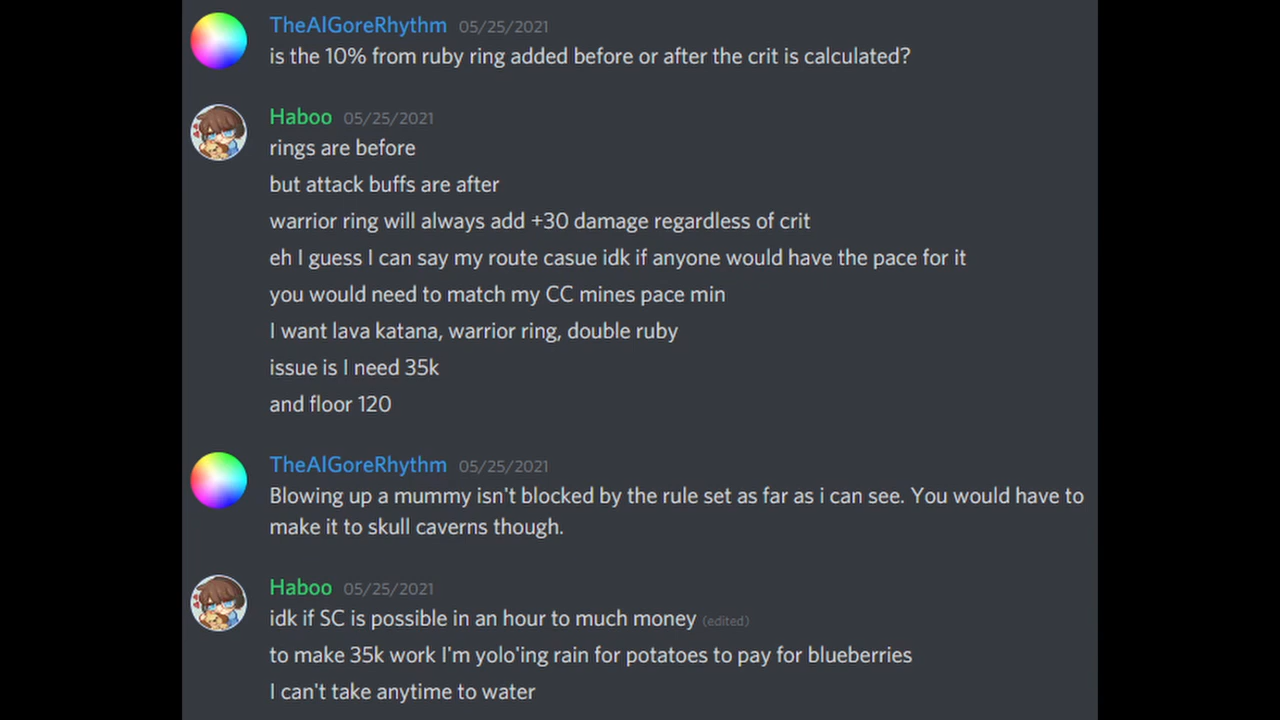 TheAlGoreRhythm 05/25/2021
is the 10% from ruby ring added before or after the crit is calculated?
Haboo 05/25/2021
rings are before
but attack buffs are after
warrior ring will always add +30 damage regardless of crit
eh I guess I can say my route casue idk if anyone would have the pace for it
you would need to match my CC mines pace min
I want lava katana, warrior ring, double ruby
issue is I need 35k
and floor 120
TheAlGoreRhythm 05/25/2021
Blowing up a mummy isn't blocked by the rule set as far as i can see. You would have to
make it to skull caverns though.
Haboo 05/25/2021
idk if SC is possible in an hour to much money (edited)
to make 35k work I'm yolo'ing rain for potatoes to pay for blueberries
I can't take anytime to water